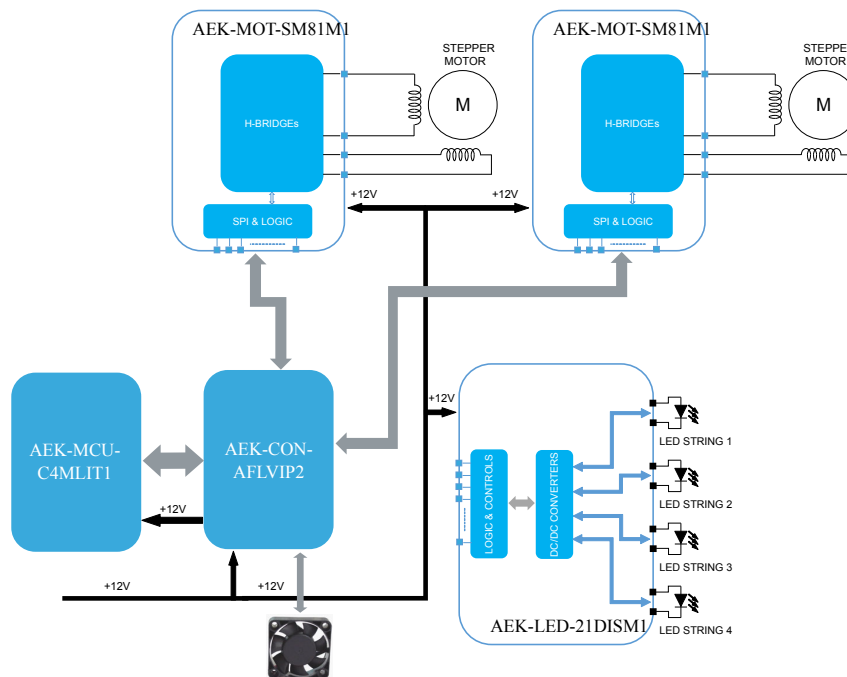 AEK-MOT-SM81M1
AEK-MOT-SM81M1
STEPPER
MOTOR
STEPPER
MOTOR
H-BRIDGEs
M
H-BRIDGEs
M
+12V
+12V
SPI & LOGIC
SPI & LOGIC
AEK-MCU-
C4MLIT1
AEK-CON-
AFLVIP2
+12V
+12V
+12V
+12V
LOGIC & CONTROLS
DC/DC CONVERTERS
LED STRING 1
LED STRING 2
LED STRING 3
LED STRING 4
AEK-LED-21DISM1